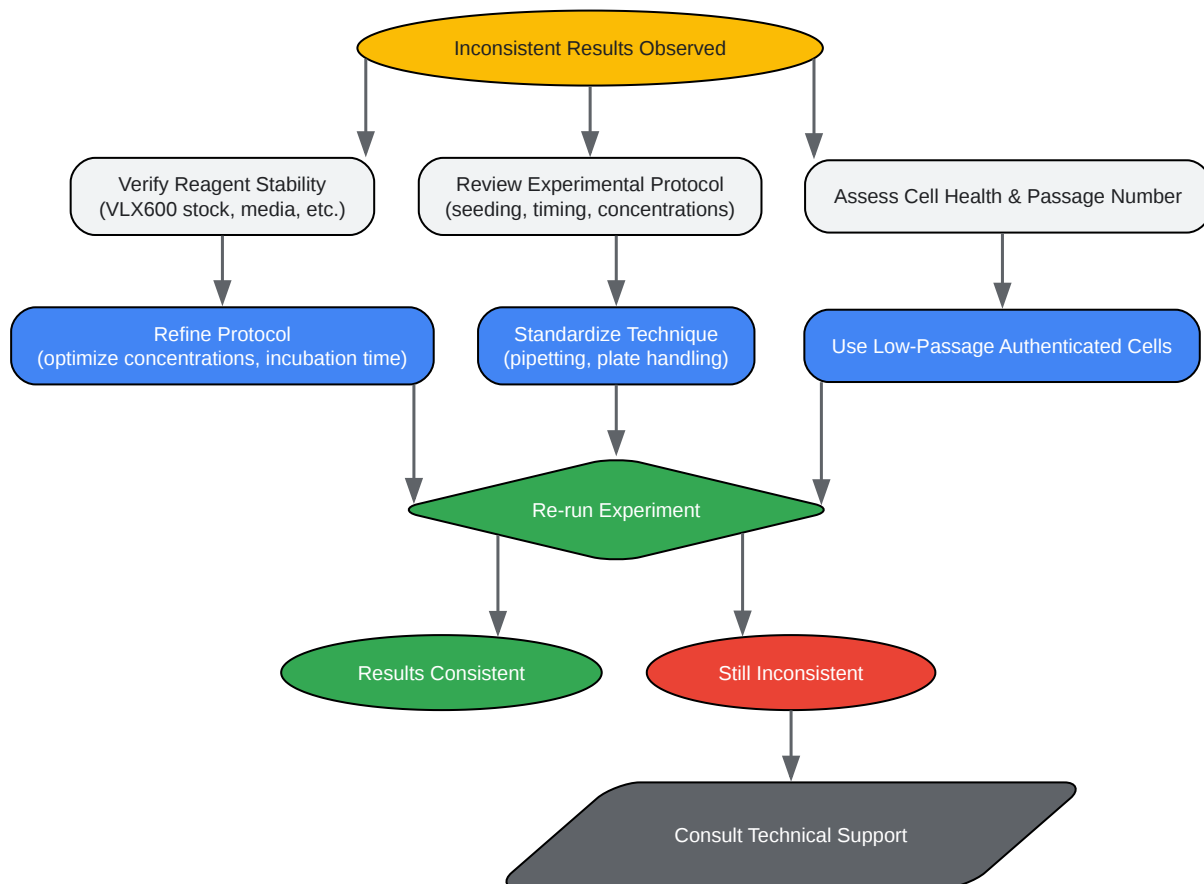 Inconsistent Results Observed
Verify Reagent Stability
(VLX600 stock, media, etc.)
Review Experimental Protocol
(seeding, timing, concentrations)
Assess Cell Health & Passage Number
Refine Protocol
(optimize concentrations, incubation time)
Standardize Technique
(pipetting, plate handling)
Use Low-Passage Authenticated Cells
Re-run Experiment
Results Consistent
Still Inconsistent
Consult Technical Support